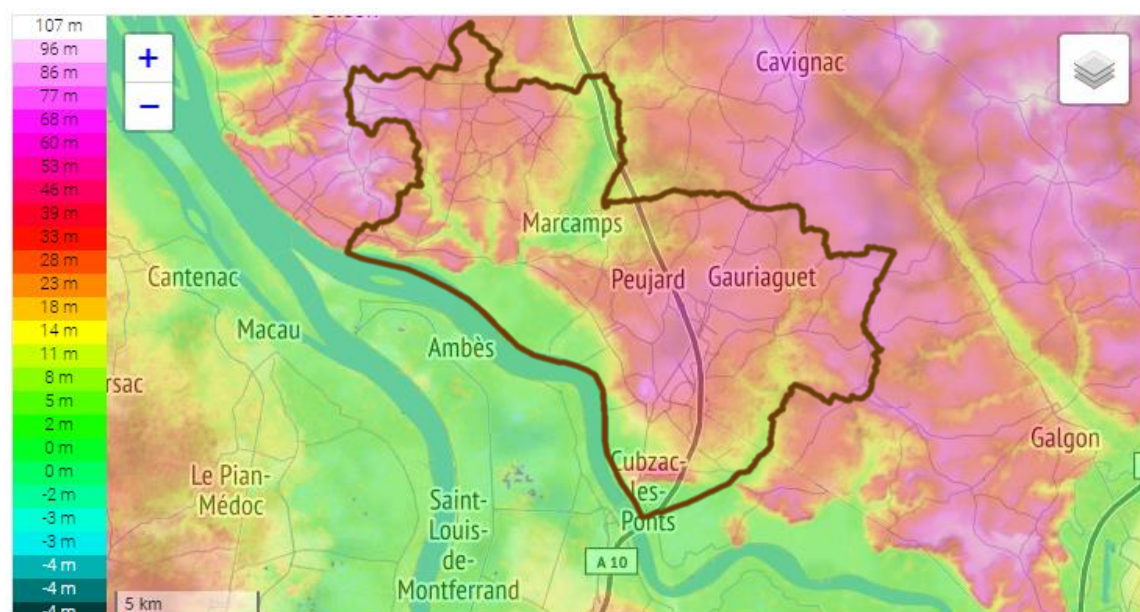 107 m
96 m
86 m
77 m
68 m
60 m
53 m
46 m
39 m
33 m
28 m
23 m
18 m
14 m
11 m
8 m
5 m
2 m
0 m
0 m
-2 m
-3 m
-3 m
-4 m
-4 m
-4 m
+
−
Cavignac
Marcamps
Cantenac
Peujard
Gauriaguet
Macau
Ambès
Galgon
Le Pian-
Médoc
Cubzac-
les-
Ponts
Saint-
Louis-
de-
Montferrand
A 10
5 km